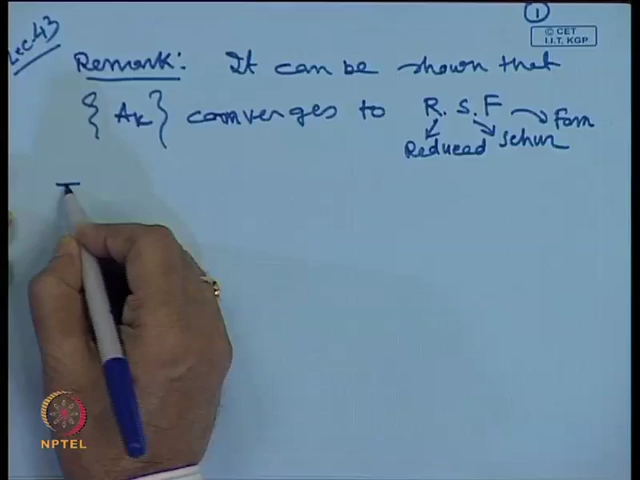 Lec.43
1
© CET
I.I.T. KGP
Remark: It can be shown that
{Ak} converges to R.S.F Form
Reduced Schur
NPTEL